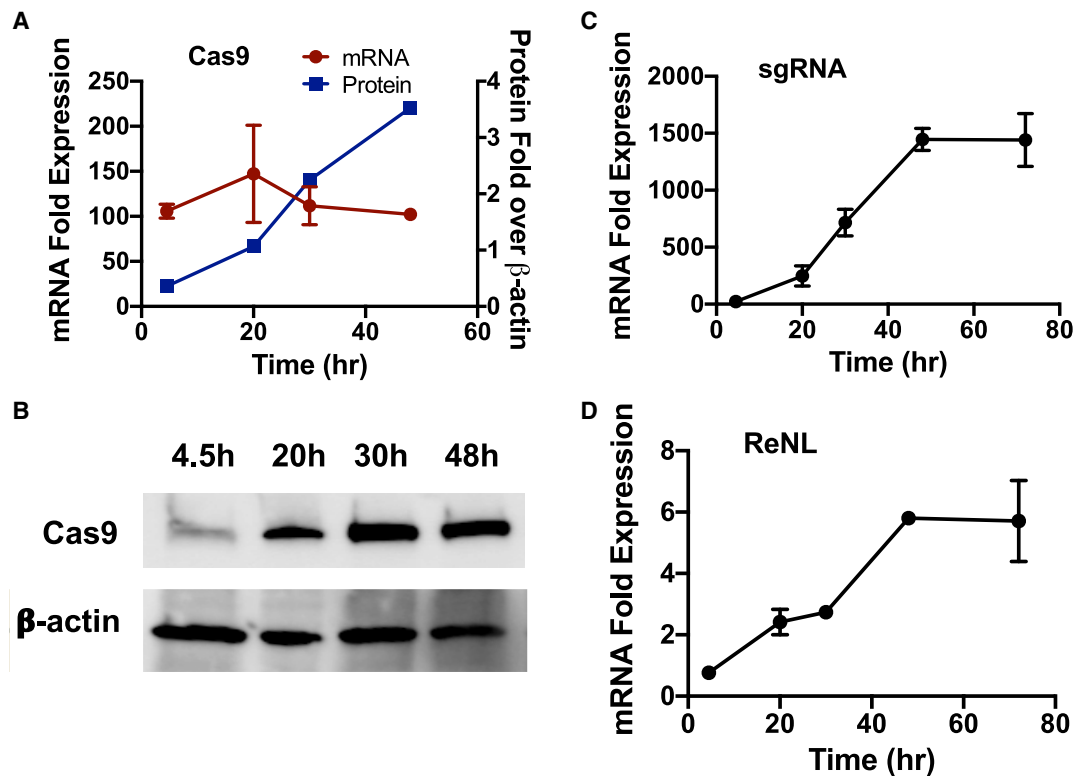 A
Cas9
mRNA
Protein
mRNA Fold Expression
250
200
150
100
50
0
Protein Fold over β-actin
4
3
2
1
0
0 20 40 60
Time (hr)
B
4.5h 20h 30h 48h
Cas9
β-actin
C
sgRNA
mRNA Fold Expression
2000
1500
1000
500
0
0 20 40 60 80
Time (hr)
D
ReNL
mRNA Fold Expression
8
6
4
2
0
0 20 40 60 80
Time (hr)